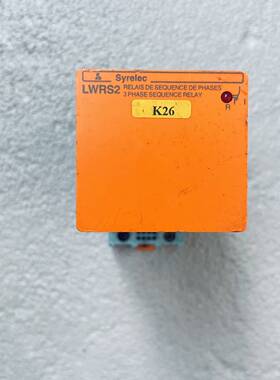 Syrelec
LWRS2 RELAIS DE SEQUENCE DE PHASES
3 PHASE SEQUENCE RELAY
K26
R